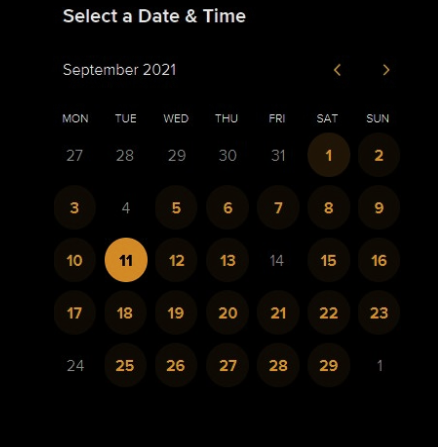 Select a Date & Time
September 2021
MON TUE WED THU FRI SAT SUN
27 28 29 30 31 1 2
3 4 5 6 7 8 9
10 11 12 13 14 15 16
17 18 19 20 21 22 23
24 25 26 27 28 29 1